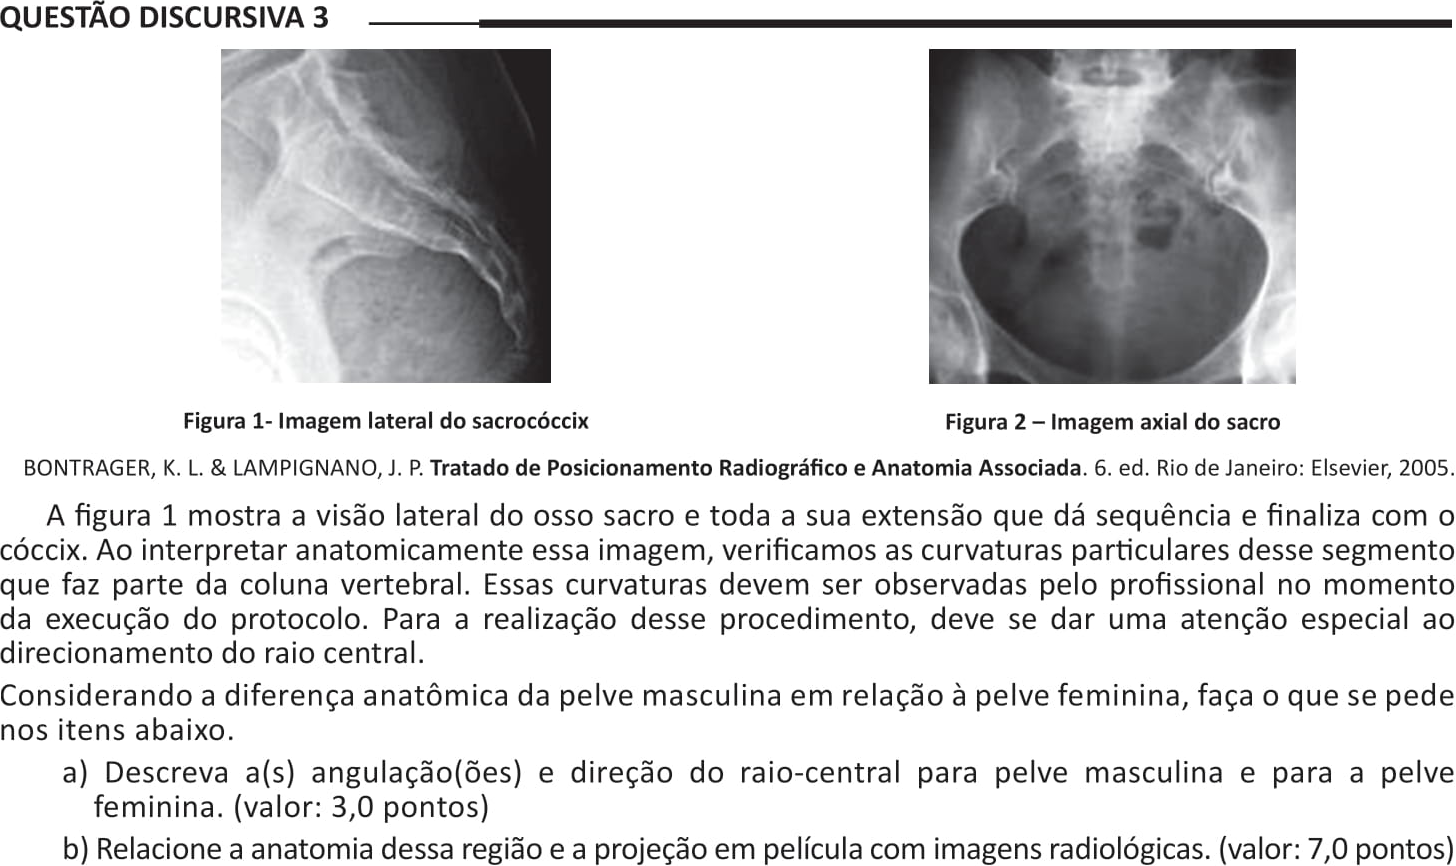 QUESTÃO DISCURSIVA 3
Figura 1- Imagem lateral do sacrocóccix
Figura 2 – Imagem axial do sacro
BONTRAGER, K. L. & LAMPIGNANO, J. P. Tratado de Posicionamento Radiográfico e Anatomia Associada. 6. ed. Rio de Janeiro: Elsevier, 2005.
A figura 1 mostra a visão lateral do osso sacro e toda a sua extensão que dá sequência e finaliza com o
cóccix. Ao interpretar anatomicamente essa imagem, verificamos as curvaturas particulares desse segmento
que faz parte da coluna vertebral. Essas curvaturas devem ser observadas pelo profissional no momento
da execução do protocolo. Para a realização desse procedimento, deve se dar uma atenção especial ao
direcionamento do raio central.
Considerando a diferença anatômica da pelve masculina em relação à pelve feminina, faça o que se pede
nos itens abaixo.
a) Descreva a(s) angulação(ões) e direção do raio-central para pelve masculina e para a pelve
feminina. (valor: 3,0 pontos)
b) Relacione a anatomia dessa região e a projeção em película com imagens radiológicas. (valor: 7,0 pontos)